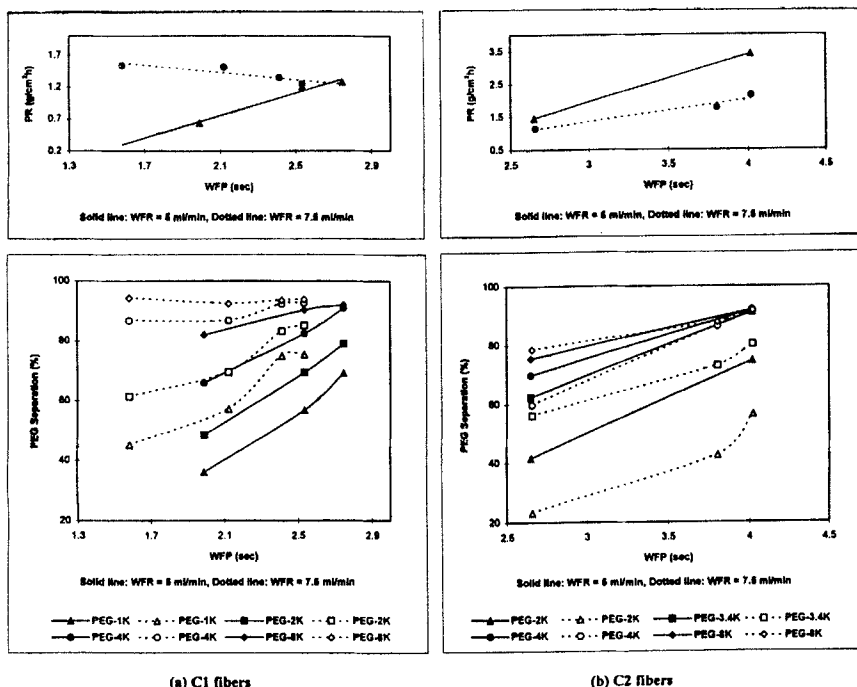 PR (g/cm²h)
1.7
1.2
0.7
0.2
1.3 1.7 2.1 2.5 2.9
WFP (sec)
Solid line: WFR = 5 ml/min, Dotted line: WFR = 7.5 ml/min
PR (g/cm²h)
3.5
2.5
1.5
0.5
2.5 3 3.5 4 4.5
WFP (sec)
Solid line: WFR = 5 ml/min, Dotted line: WFR = 7.5 ml/min
PEG Separation (%)
100
80
60
40
20
1.3 1.7 2.1 2.5 2.9
WFP (sec)
Solid line: WFR = 5 ml/min, Dotted line: WFR = 7.5 ml/min
PEG-1K PEG-1K PEG-2K PEG-2K
PEG-4K PEG-4K PEG-8K PEG-8K
(a) C1 fibers
PEG Separation (%)
100
80
60
40
20
2.5 3 3.5 4 4.5
WFP (sec)
Solid line: WFR = 5 ml/min, Dotted line: WFR = 7.5 ml/min
PEG-2K PEG-2K PEG-3.4K PEG-3.4K
PEG-4K PEG-4K PEG-8K PEG-8K
(b) C2 fibers